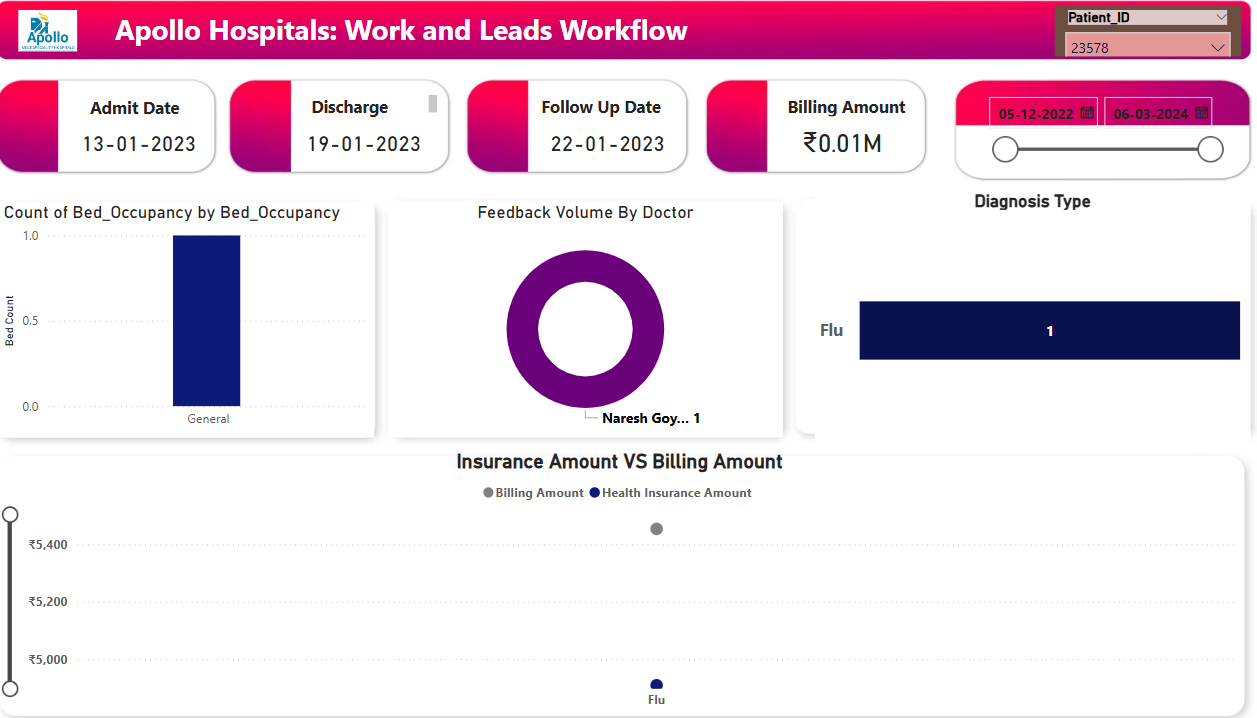 Apollo
Apollo Hospitals: Work and Leads Workflow
Patient_ID
23578
Admit Date
13-01-2023
Discharge
19-01-2023
Follow Up Date
22-01-2023
Billing Amount
₹0.01M
05-12-2022
06-03-2024
Count of Bed_Occupancy by Bed_Occupancy
Bed Count
1.0
0.5
0.0
General
Feedback Volume By Doctor
Naresh Goy... 1
Diagnosis Type
Flu
1
Insurance Amount VS Billing Amount
Billing Amount
Health Insurance Amount
₹5,400
₹5,200
₹5,000
Flu